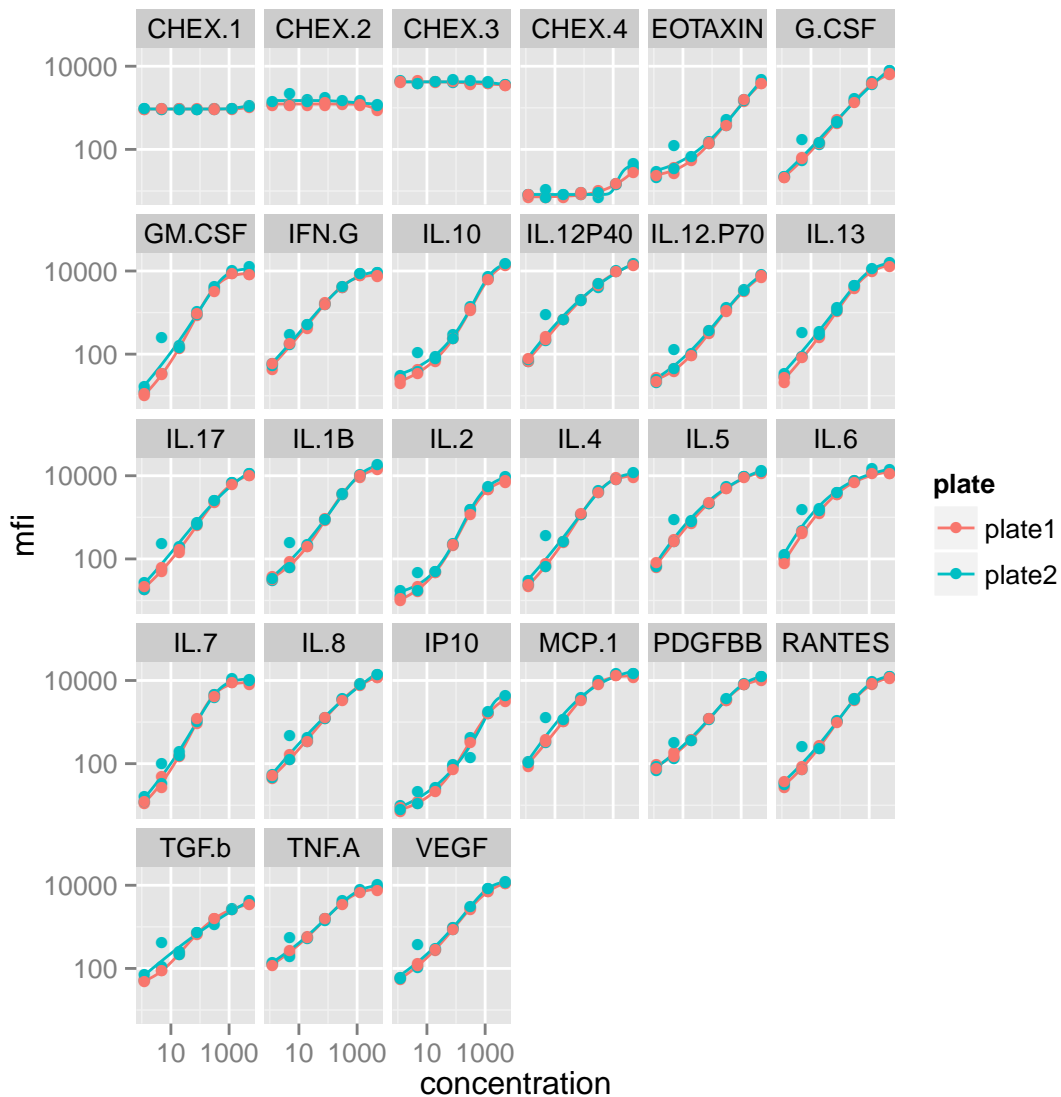 CHEX.1 CHEX.2 CHEX.3 CHEX.4 EOTAXIN G.CSF
10000
100
GM.CSF IFN.G IL.10 IL.12P40 IL.12.P70 IL.13
10000
100
IL.17 IL.1B IL.2 IL.4 IL.5 IL.6
10000
100
IL.7 IL.8 IP10 MCP.1 PDGFBB RANTES
10000
100
TGF.b TNF.A VEGF
10000
100
10 1000 10 1000 10 1000
concentration
mfi
plate
plate1
plate2